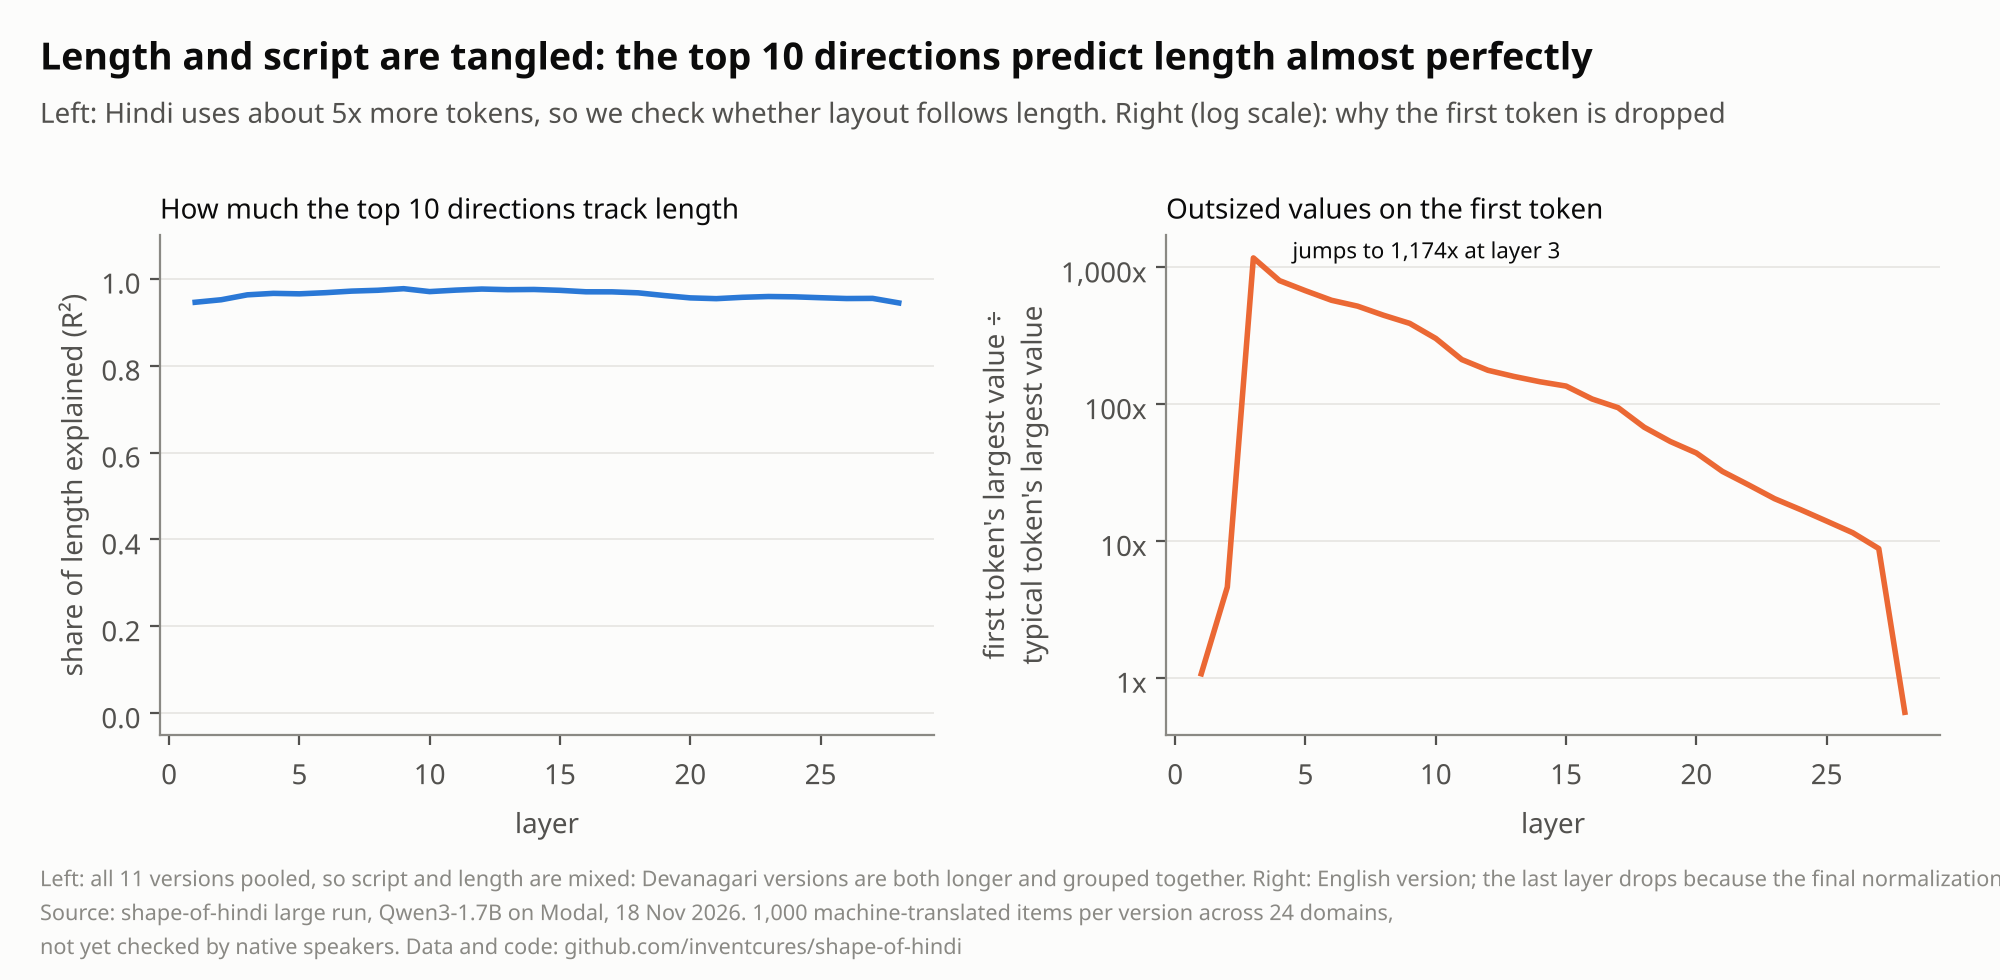 Length and script are tangled: the top 10 directions predict length almost perfectly
Left: Hindi uses about 5x more tokens, so we check whether layout follows length. Right (log scale): why the first token is dropped
How much the top 10 directions track length
share of length explained (R²)
1.0
0.8
0.6
0.4
0.2
0.0
0 5 10 15 20 25
layer
Outsized values on the first token
jumps to 1,174x at layer 3
first token's largest value ÷
typical token's largest value
1,000x
100x
10x
1x
0 5 10 15 20 25
layer
Left: all 11 versions pooled, so script and length are mixed: Devanagari versions are both longer and grouped together. Right: English version; the last layer drops because the final normalization
Source: shape-of-hindi large run, Qwen3-1.7B on Modal, 18 Nov 2026. 1,000 machine-translated items per version across 24 domains,
not yet checked by native speakers. Data and code: github.com/inventcures/shape-of-hindi